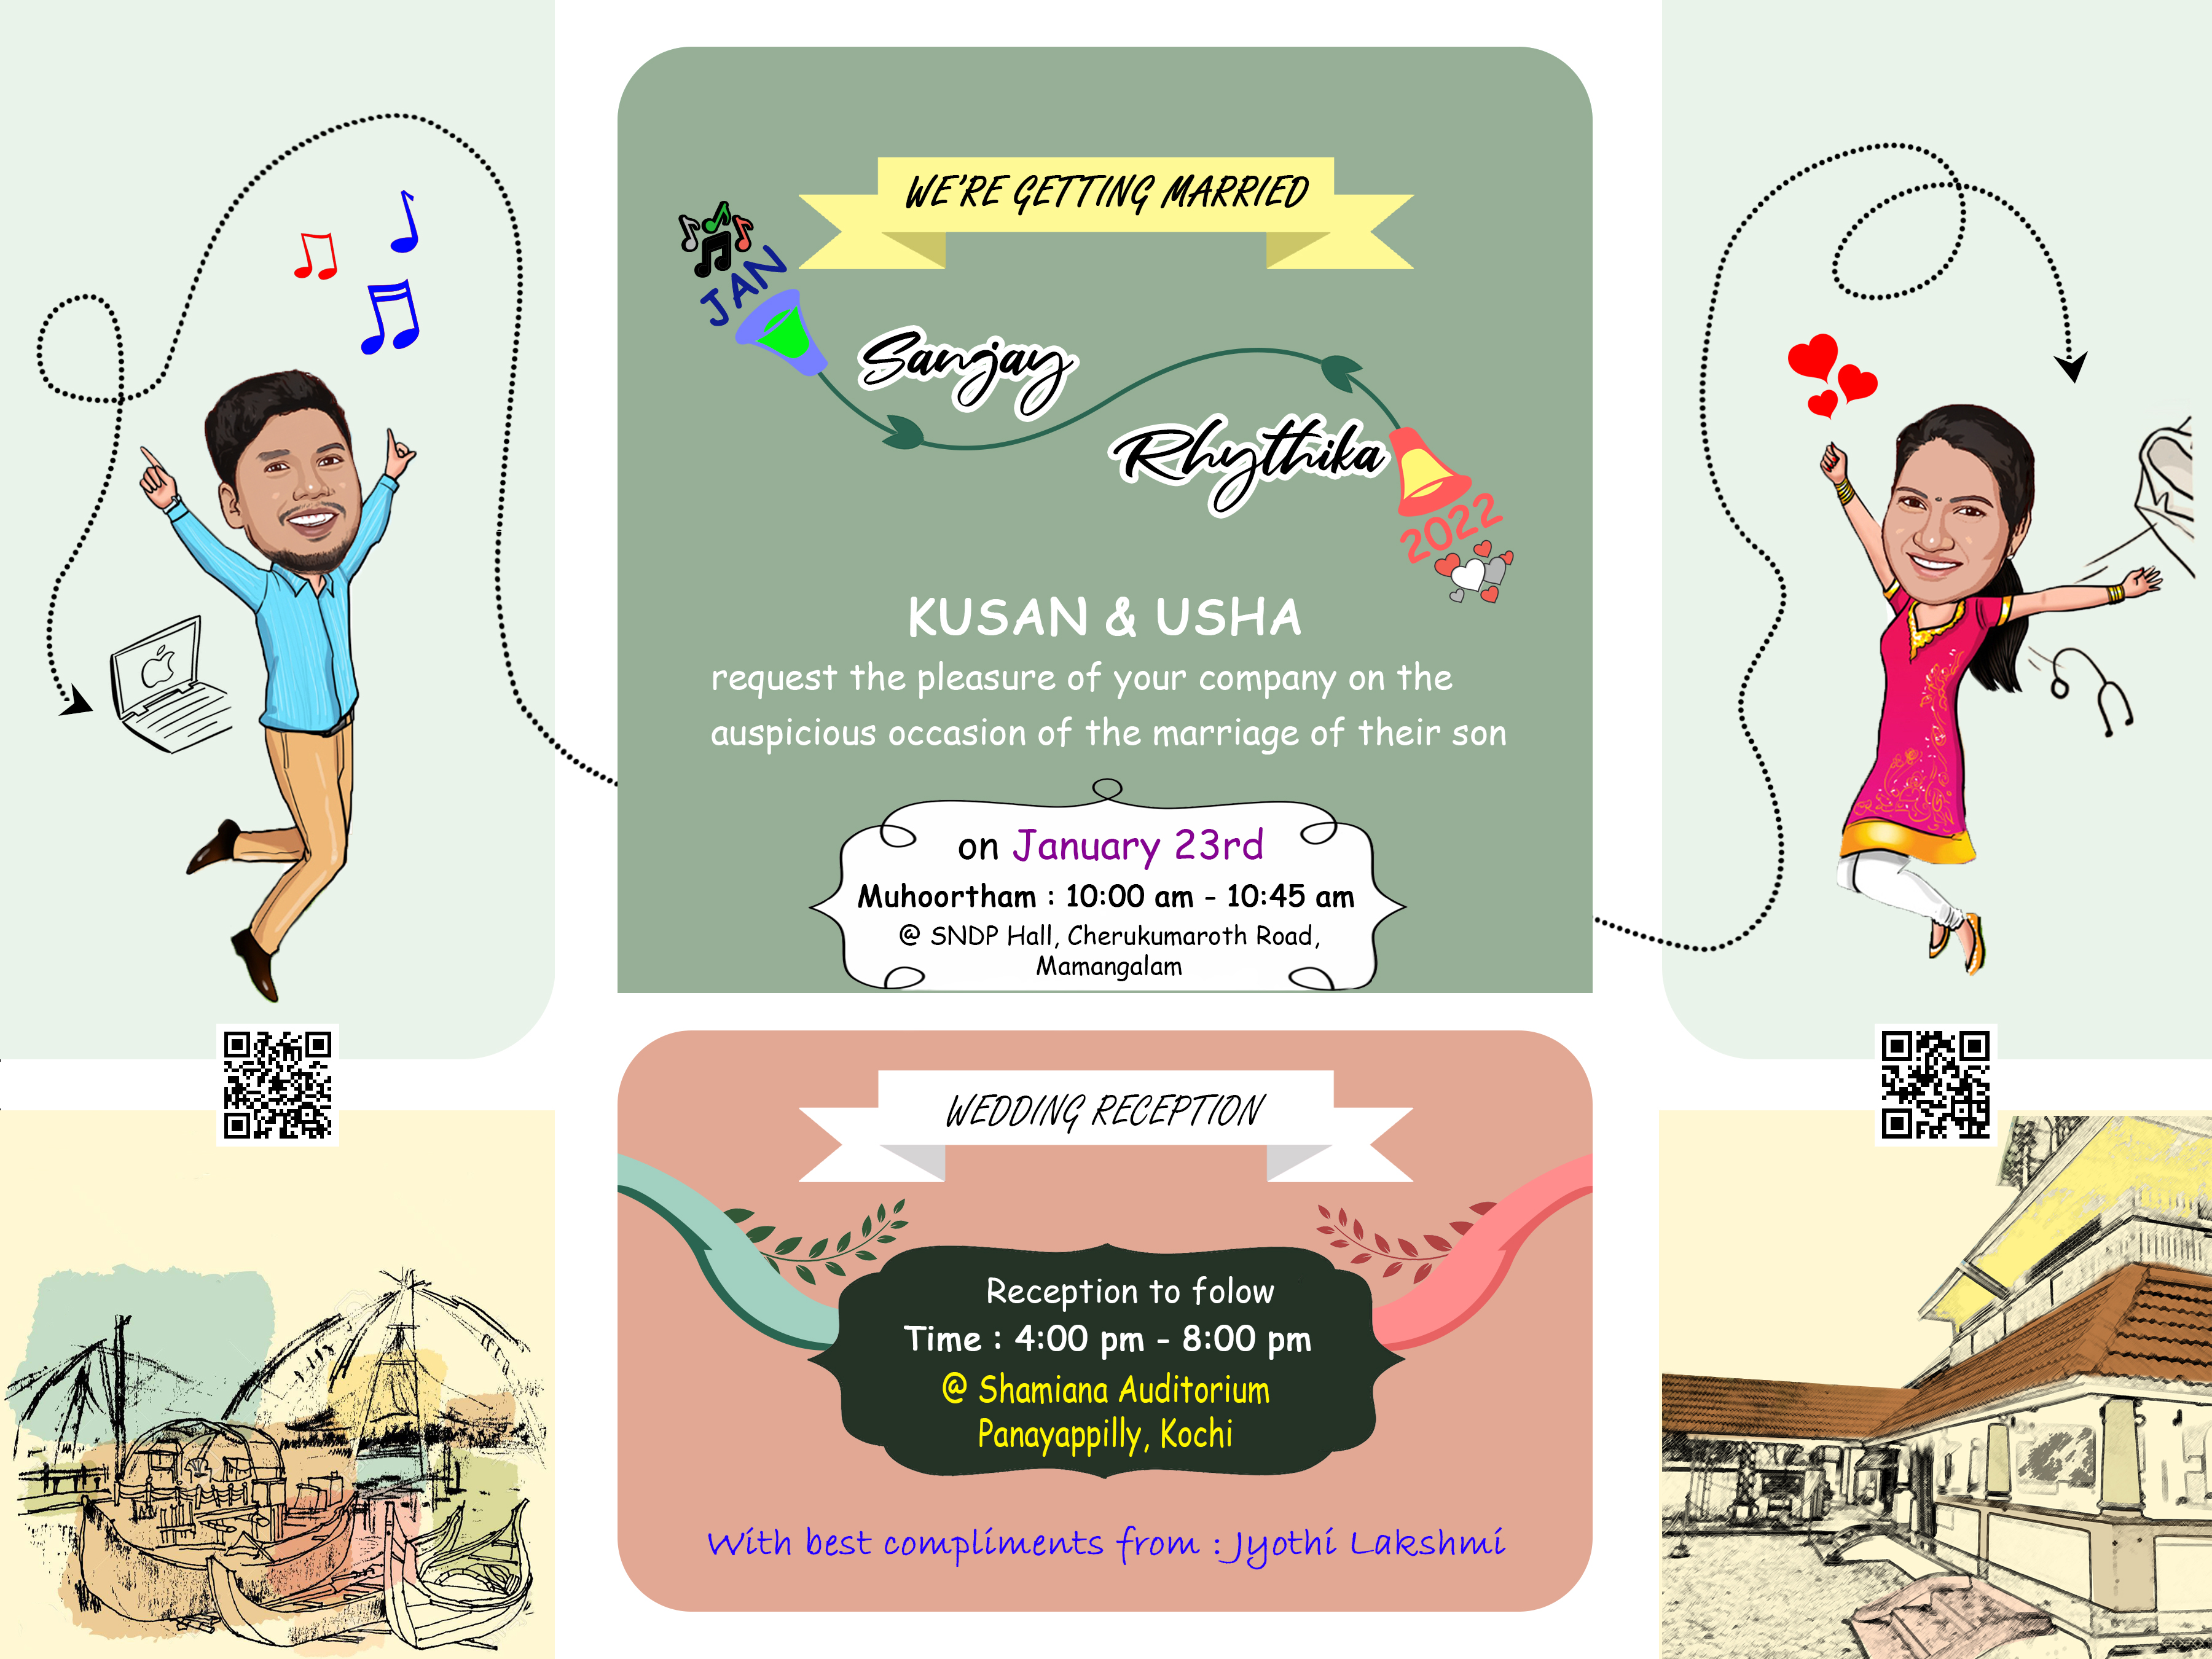 WE'RE GETTING MARRIED
JAN
Sanjay
Rhythika
2022
KUSAN & USHA
request the pleasure of your company on the
auspicious occasion of the marriage of their son
on January 23rd
Muhoortham : 10:00 am - 10:45 am
@ SNDP Hall, Cherukumaroth Road,
Mamangalam
WEDDING RECEPTION
Reception to folow
Time : 4:00 pm - 8:00 pm
@ Shamiana Auditorium
Panayappilly, Kochi
With best compliments from : Jyothi Lakshmi